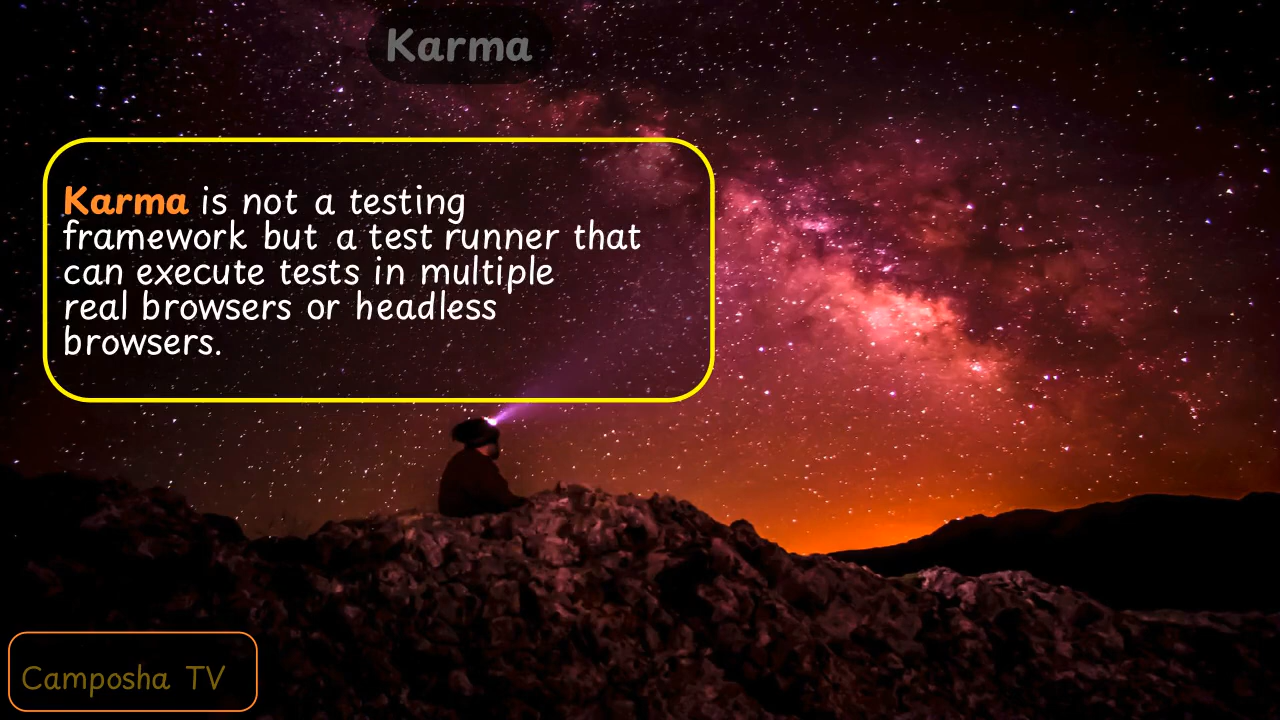 Karma
Karma is not a testing
framework but a test runner that
can execute tests in multiple
real browsers or headless
browsers.
Camposha TV